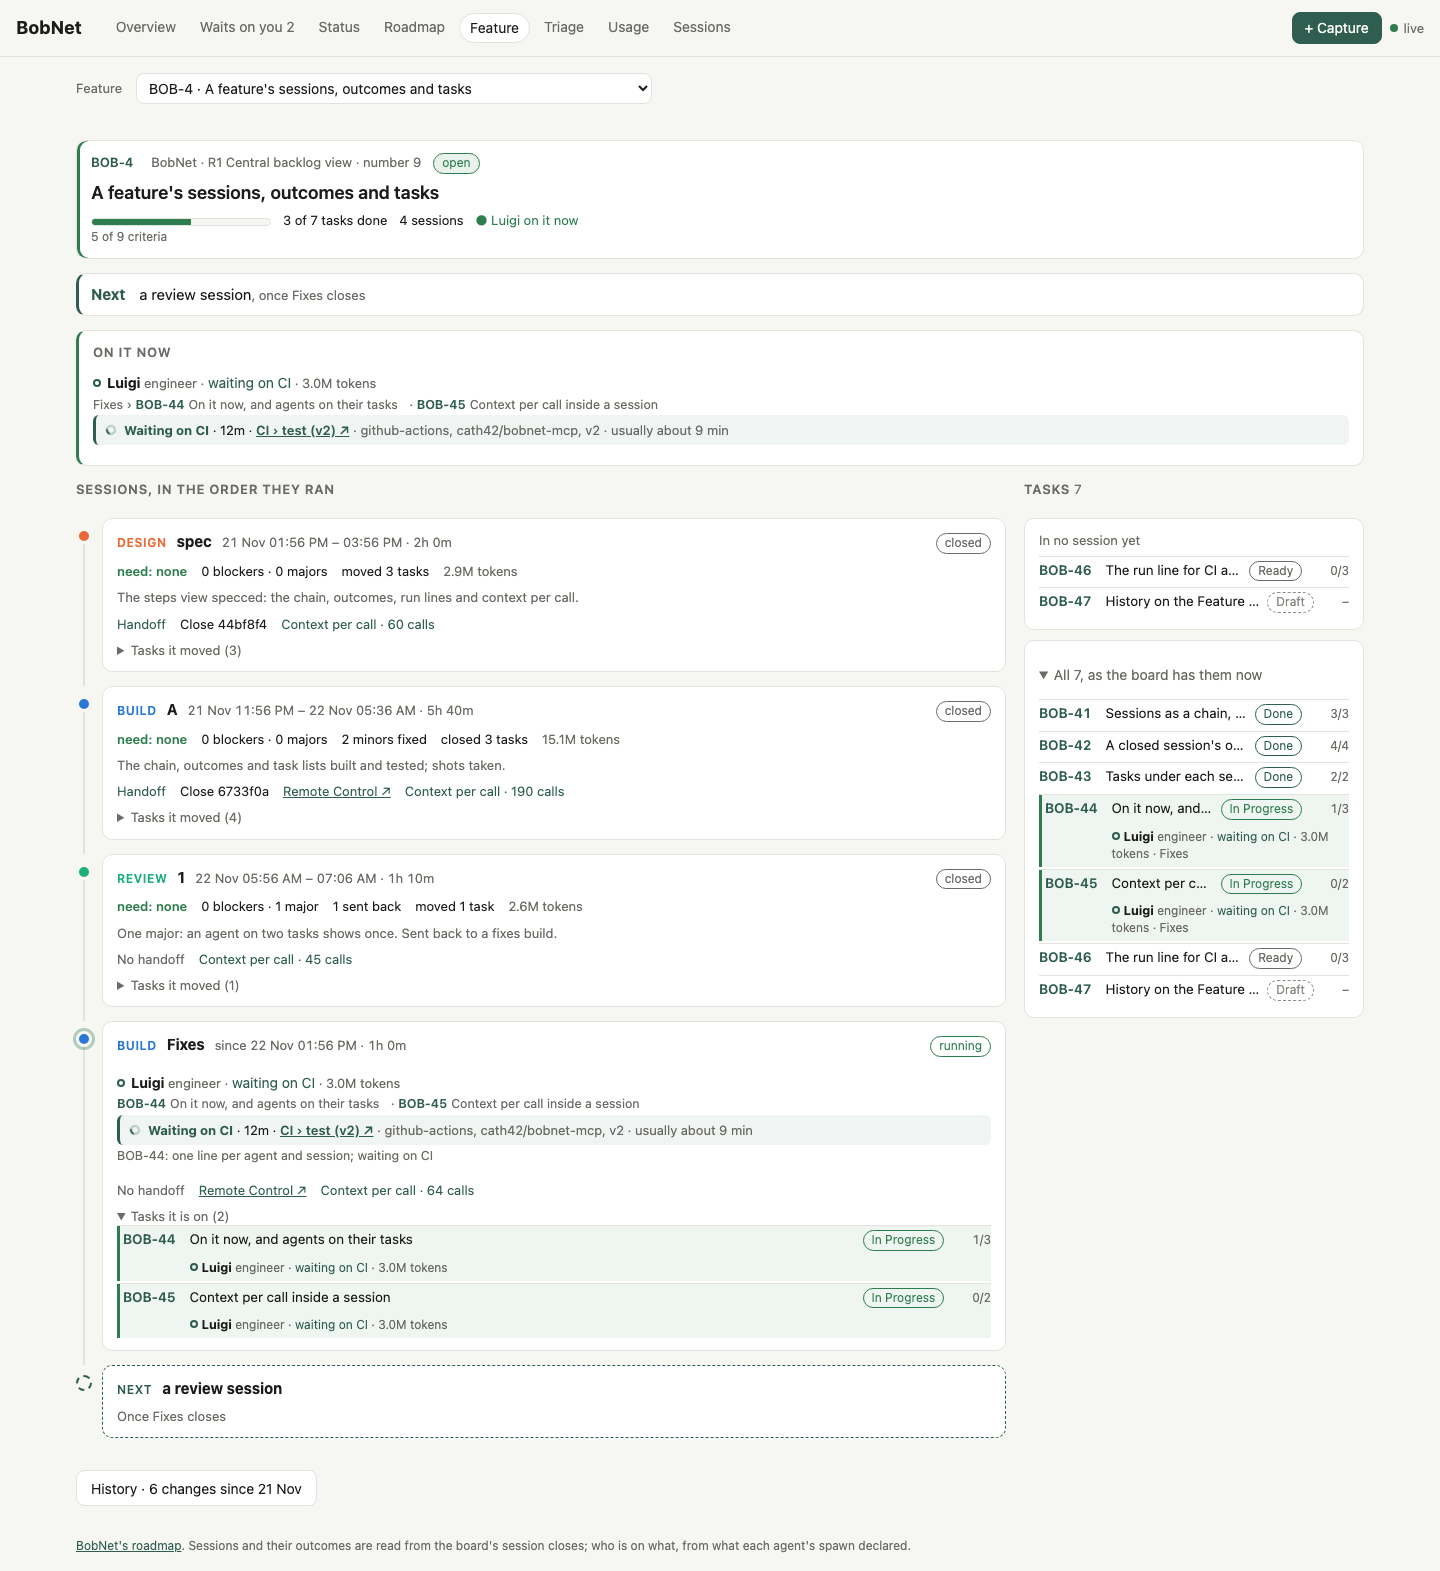 BobNet Overview Waits on you 2 Status Roadmap Feature Triage Usage Sessions + Capture live
Feature BOB-4 · A feature's sessions, outcomes and tasks
BOB-4 BobNet · R1 Central backlog view · number 9 open
A feature's sessions, outcomes and tasks
3 of 7 tasks done 4 sessions Luigi on it now
5 of 9 criteria
Next a review session, once Fixes closes
ON IT NOW
Luigi engineer · waiting on CI · 3.0M tokens
Fixes › BOB-44 On it now, and agents on their tasks · BOB-45 Context per call inside a session
Waiting on CI · 12m · CI › test (v2) ↗ · github-actions, cath42/bobnet-mcp, v2 · usually about 9 min
SESSIONS, IN THE ORDER THEY RAN
DESIGN spec 21 Nov 01:56 PM – 03:56 PM · 2h 0m closed
need: none 0 blockers · 0 majors moved 3 tasks 2.9M tokens
The steps view specced: the chain, outcomes, run lines and context per call.
Handoff Close 44bf8f4 Context per call · 60 calls
▶ Tasks it moved (3)
BUILD A 21 Nov 11:56 PM – 22 Nov 05:36 AM · 5h 40m closed
need: none 0 blockers · 0 majors 2 minors fixed closed 3 tasks 15.1M tokens
The chain, outcomes and task lists built and tested; shots taken.
Handoff Close 6733f0a Remote Control ↗ Context per call · 190 calls
▶ Tasks it moved (4)
REVIEW 1 22 Nov 05:56 AM – 07:06 AM · 1h 10m closed
need: none 0 blockers · 1 major 1 sent back moved 1 task 2.6M tokens
One major: an agent on two tasks shows once. Sent back to a fixes build.
No handoff Context per call · 45 calls
▶ Tasks it moved (1)
BUILD Fixes since 22 Nov 01:56 PM · 1h 0m running
Luigi engineer · waiting on CI · 3.0M tokens
BOB-44 On it now, and agents on their tasks · BOB-45 Context per call inside a session
Waiting on CI · 12m · CI › test (v2) ↗ · github-actions, cath42/bobnet-mcp, v2 · usually about 9 min
BOB-44: one line per agent and session; waiting on CI
No handoff Remote Control ↗ Context per call · 64 calls
▼ Tasks it is on (2)
BOB-44 On it now, and agents on their tasks In Progress 1/3
Luigi engineer · waiting on CI · 3.0M tokens
BOB-45 Context per call inside a session In Progress 0/2
Luigi engineer · waiting on CI · 3.0M tokens
NEXT a review session
Once Fixes closes
TASKS 7
In no session yet
BOB-46 The run line for CI a... Ready 0/3
BOB-47 History on the Feature ... Draft –
▼ All 7, as the board has them now
BOB-41 Sessions as a chain, ... Done 3/3
BOB-42 A closed session's o... Done 4/4
BOB-43 Tasks under each se... Done 2/2
BOB-44 On it now, and... In Progress 1/3
Luigi engineer · waiting on CI · 3.0M
tokens · Fixes
BOB-45 Context per c... In Progress 0/2
Luigi engineer · waiting on CI · 3.0M
tokens · Fixes
BOB-46 The run line for CI a... Ready 0/3
BOB-47 History on the Feature ... Draft –
History · 6 changes since 21 Nov
BobNet's roadmap. Sessions and their outcomes are read from the board's session closes; who is on what, from what each agent's spawn declared.